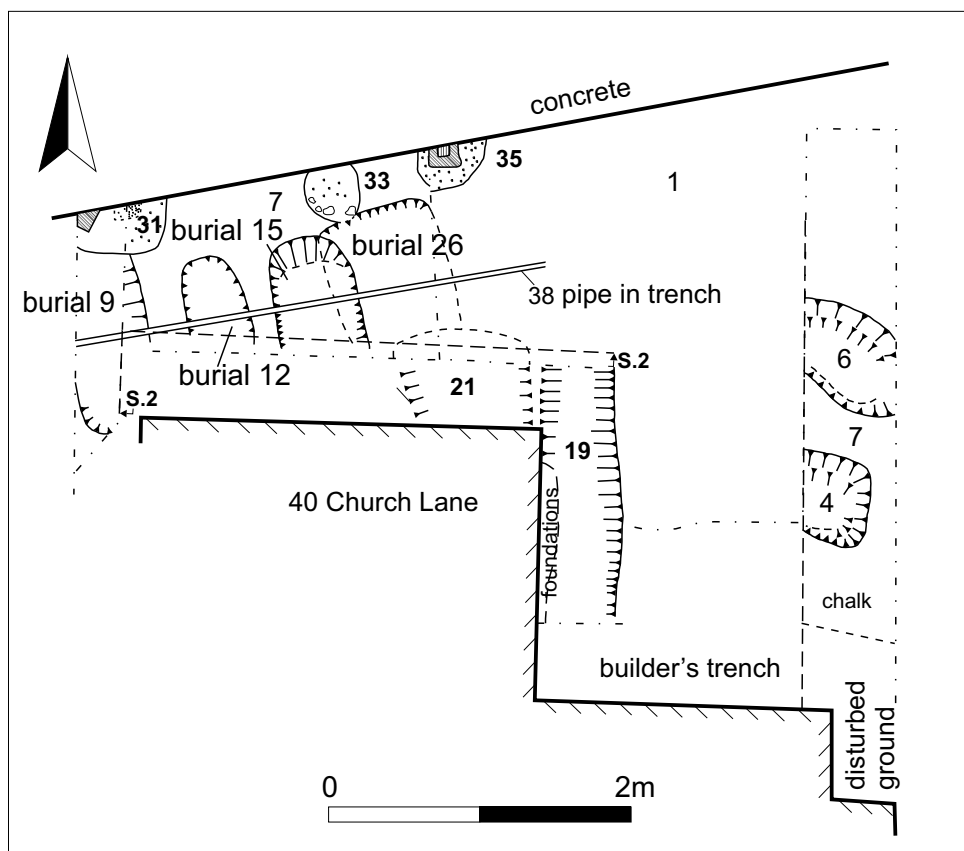 concrete
35
33
1
7
31
burial 15
burial 26
burial 9
38 pipe in trench
6
burial 12
S.2
21
S.2
7
19
4
40 Church Lane
foundations
chalk
builder's trench
disturbed
ground
0
2m